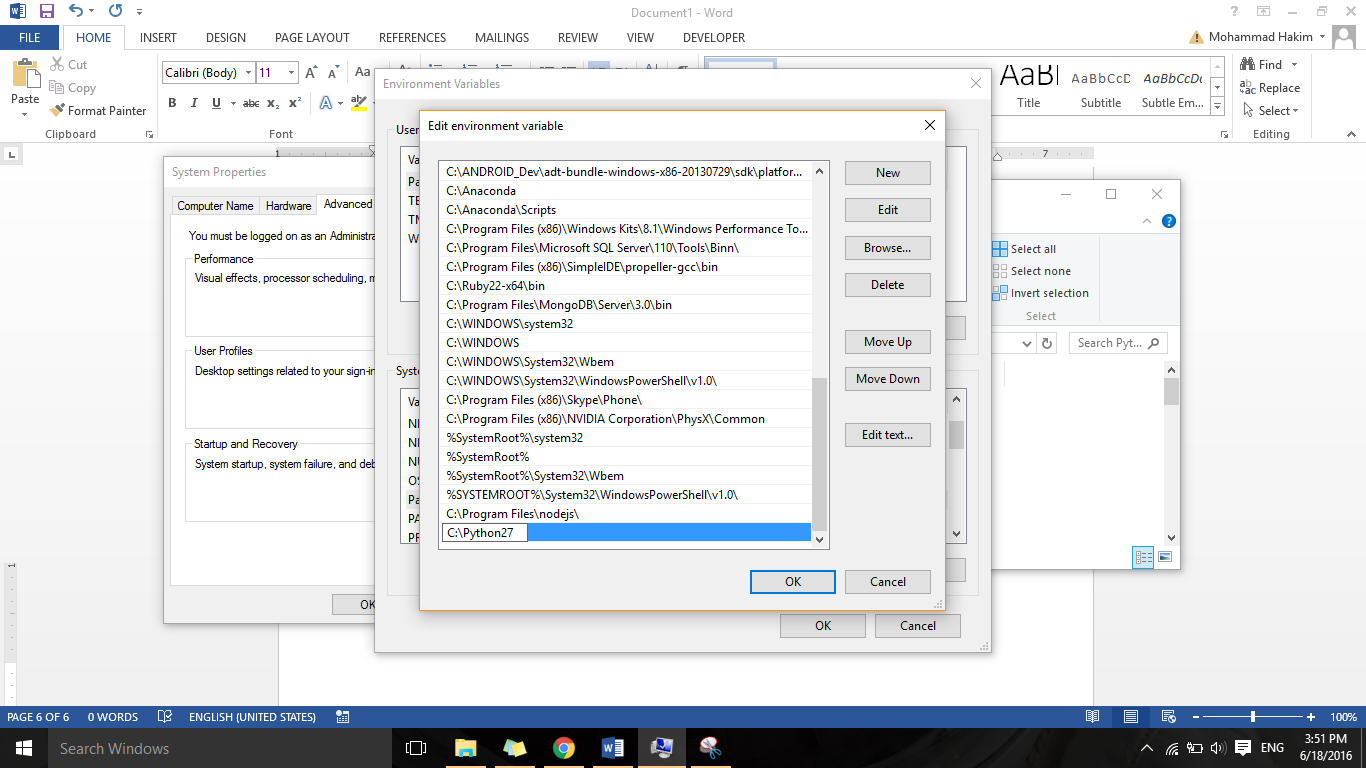 Document1 - Word
FILE
HOME
INSERT
DESIGN
PAGE LAYOUT
REFERENCES
MAILINGS
REVIEW
VIEW
DEVELOPER
Mohammad Hakim
Paste
Cut
Copy
Format Painter
Clipboard
Calibri (Body)
11
Font
AaBbCcD
Title
Subtitle
Subtle Em...
Find
Replace
Select
Editing
1
7
System Properties
Computer Name
Hardware
Advanced
You must be logged on as an Administra
Performance
Visual effects, processor scheduling, m
User Profiles
Desktop settings related to your sign-in
Startup and Recovery
System startup, system failure, and deb
OK
Environment Variables
User
Va
Pa
TE
TM
W
Syst
Va
NU
OS
Pa
PA
PF
OK
Cancel
Edit environment variable
C:\ANDROID_Dev\adt-bundle-windows-x86-20130729\sdk\platfor...
C:\Anaconda
C:\Anaconda\Scripts
C:\Program Files (x86)\Windows Kits\8.1\Windows Performance To...
C:\Program Files\Microsoft SQL Server\110\Tools\Binn\
C:\Program Files (x86)\SimpleIDE\propeller-gcc\bin
C:\Ruby22-x64\bin
C:\Program Files\MongoDB\Server\3.0\bin
C:\WINDOWS\system32
C:\WINDOWS
C:\WINDOWS\System32\Wbem
C:\WINDOWS\System32\WindowsPowerShell\v1.0\
C:\Program Files (x86)\Skype\Phone\
C:\Program Files (x86)\NVIDIA Corporation\PhysX\Common
%SystemRoot%\system32
%SystemRoot%
%SystemRoot%\System32\Wbem
%SYSTEMROOT%\System32\WindowsPowerShell\v1.0\
C:\Program Files\nodejs\
C:\Python27
New
Edit
Browse...
Delete
Move Up
Move Down
Edit text...
OK
Cancel
Select all
Select none
Invert selection
Select
Search Pyt...
PAGE 6 OF 6
0 WORDS
ENGLISH (UNITED STATES)
100%
Search Windows
ENG
3:51 PM
6/18/2016